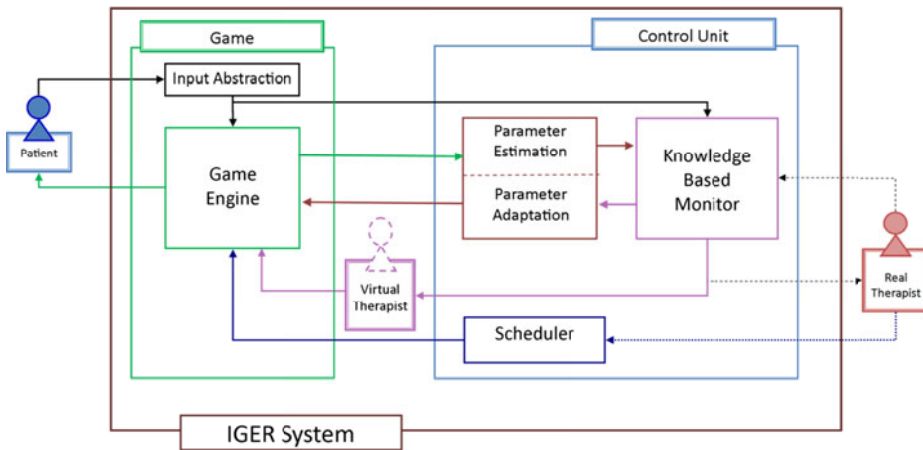 Game
Control Unit
Input Abstraction
Patient
Game
Engine
Parameter
Estimation
Parameter
Adaptation
Knowledge
Based
Monitor
Virtual
Therapist
Real
Therapist
Scheduler
IGER System